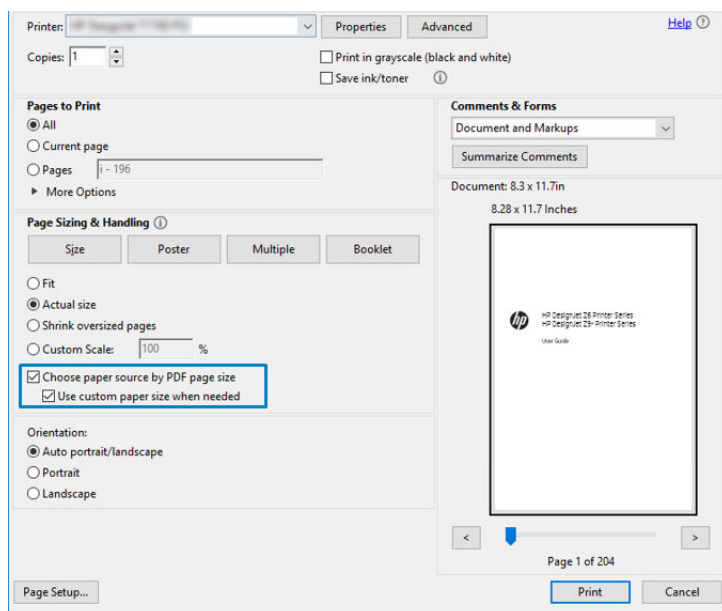 Printer:
Properties
Advanced
Help
Copies: 1
Print in grayscale (black and white)
Save ink/toner
Pages to Print
All
Current page
Pages i - 196
More Options
Page Sizing & Handling
Size
Poster
Multiple
Booklet
Fit
Actual size
Shrink oversized pages
Custom Scale: 100 %
Choose paper source by PDF page size
Use custom paper size when needed
Orientation:
Auto portrait/landscape
Portrait
Landscape
Comments & Forms
Document and Markups
Summarize Comments
Document: 8.3 x 11.7in
8.28 x 11.7 Inches
hp
HP DesignJet Z6 Printer Series
HP DesignJet Z9+ Printer Series
User Guide
<
>
Page 1 of 204
Page Setup...
Print
Cancel